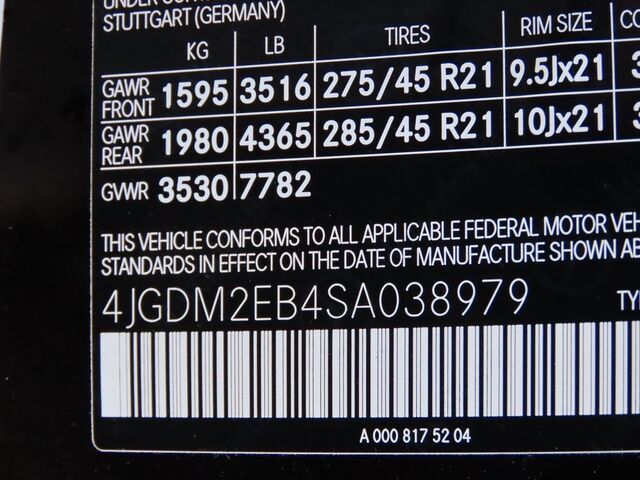 STUTTGART (GERMANY)
KG LB TIRES RIM SIZE
GAWR FRONT 1595 3516 275/45 R21 9.5Jx21
GAWR REAR 1980 4365 285/45 R21 10Jx21
GVWR 3530 7782
THIS VEHICLE CONFORMS TO ALL APPLICABLE FEDERAL MOTOR
STANDARDS IN EFFECT ON THE DATE OF MANUFACTURE SHOWN
4JGDM2EB4SA038979
A 000 817 52 04